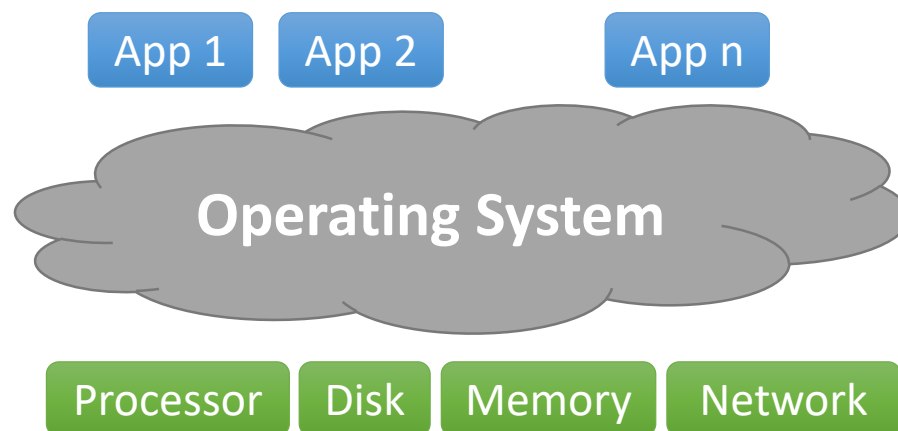 App 1 App 2 App n
Operating System
Processor Disk Memory Network